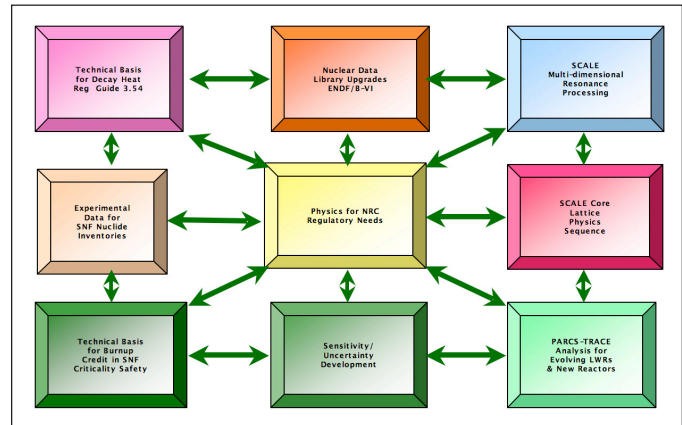 Technical Basis
for Decay Heat
Reg Guide 3.54
Nuclear Data
Library Upgrades
ENDF/B-VI
SCALE
Multi-dimensional
Resonance
Processing
Experimental
Data for
SNF Nuclide
Inventories
Physics for NRC
Regulatory Needs
SCALE Core
Lattice
Physics
Sequence
Technical Basis
for Burnup
Credit in SNF
Criticality Safety
Sensitivity/
Uncertainty
Development
PARCS-TRACE
Analysis for
Evolving LWRs
& New Reactors